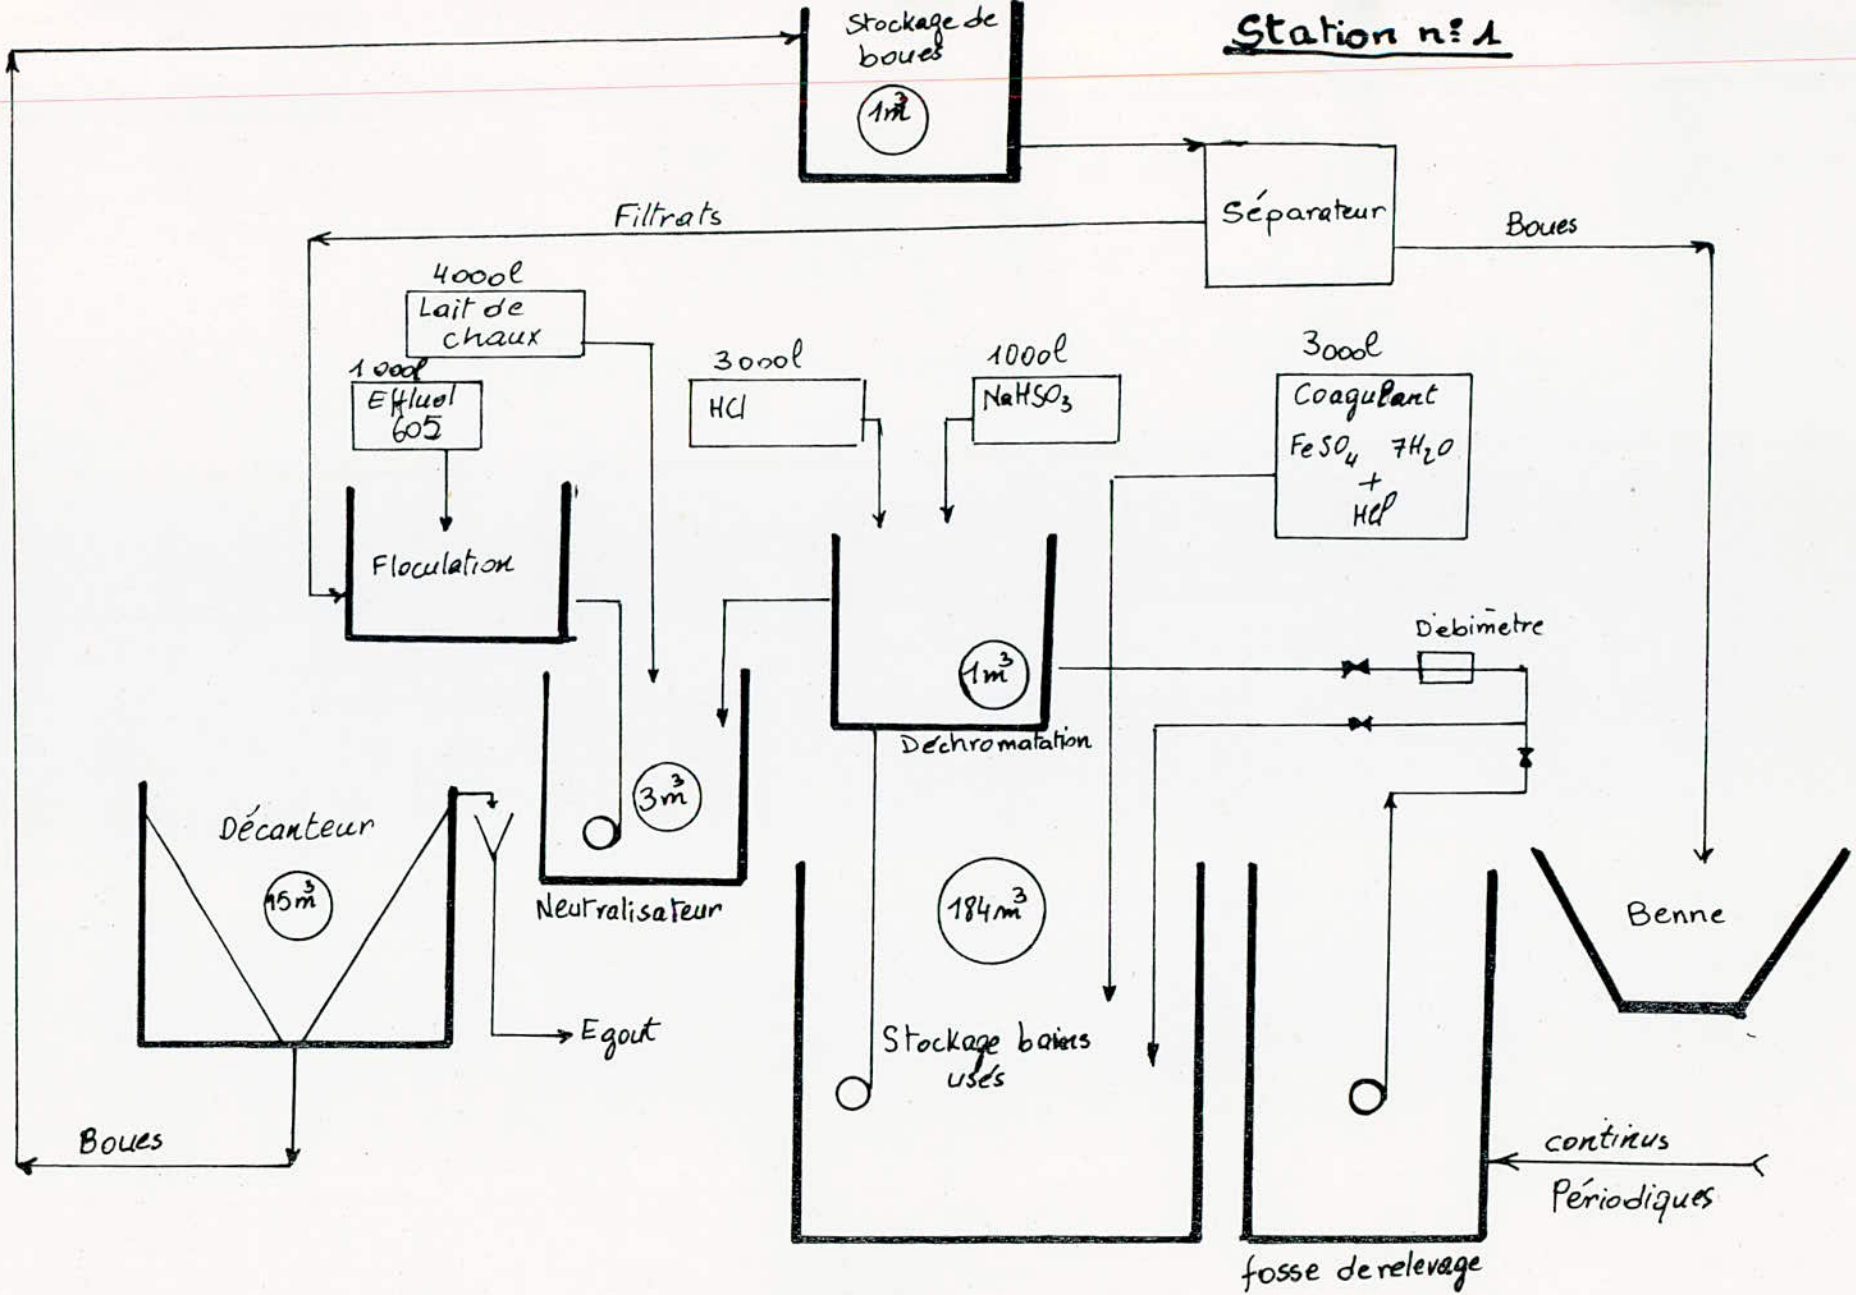 Station n° 1
Stockage de
boues
1m³
Séparateur
Filtrats
Boues
4000l
Lait de
chaux
1000l
Effluol
605
3000l
HCl
1000l
NaHSO₃
3000l
Coagulant
FeSO₄ 7H₂O
+
HCl
Floculation
Débimètre
1m³
Déchromatation
3m³
Neutralisateur
Décanteur
15m³
184m³
Benne
Egout
Stockage bains
usés
Boues
continus
Périodiques
fosse de relevage